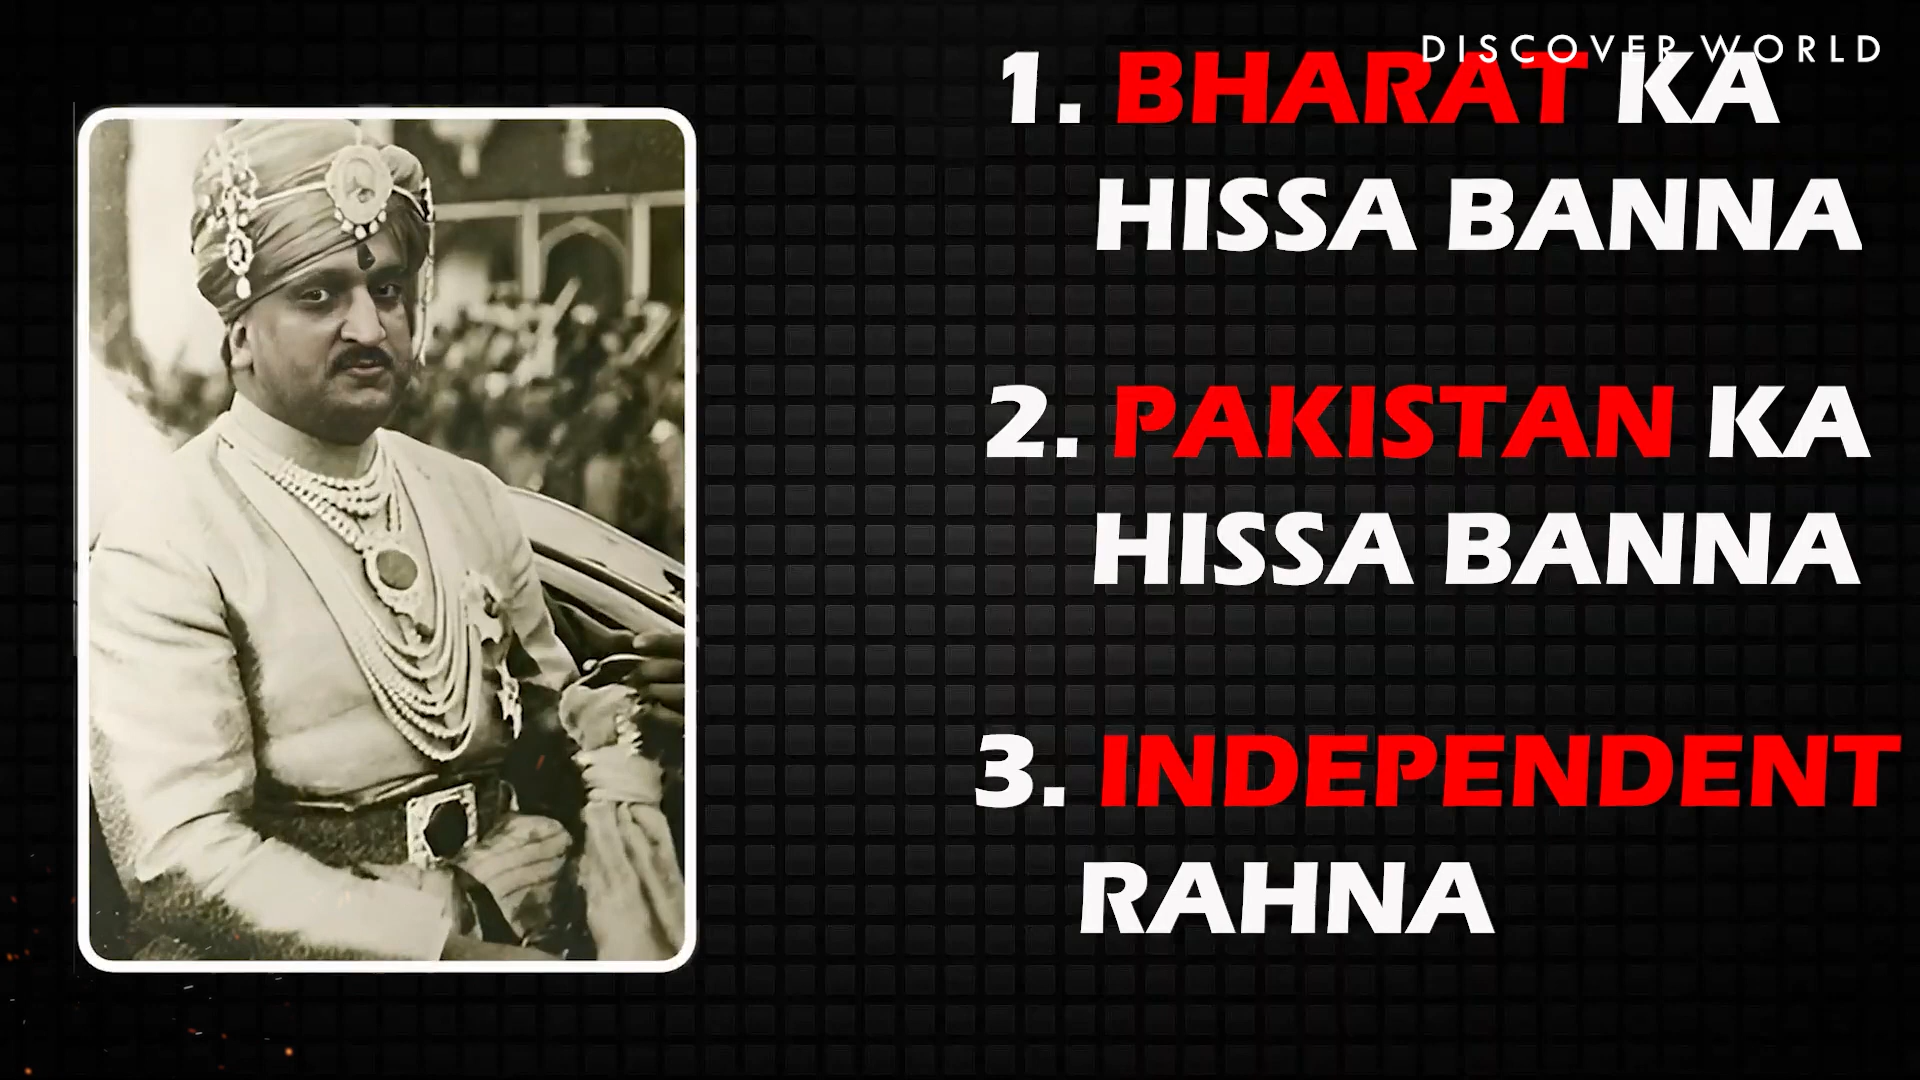 DISCOVER WORLD
1. BHARAT KA
HISSA BANNA
2. PAKISTAN KA
HISSA BANNA
3. INDEPENDENT
RAHNA